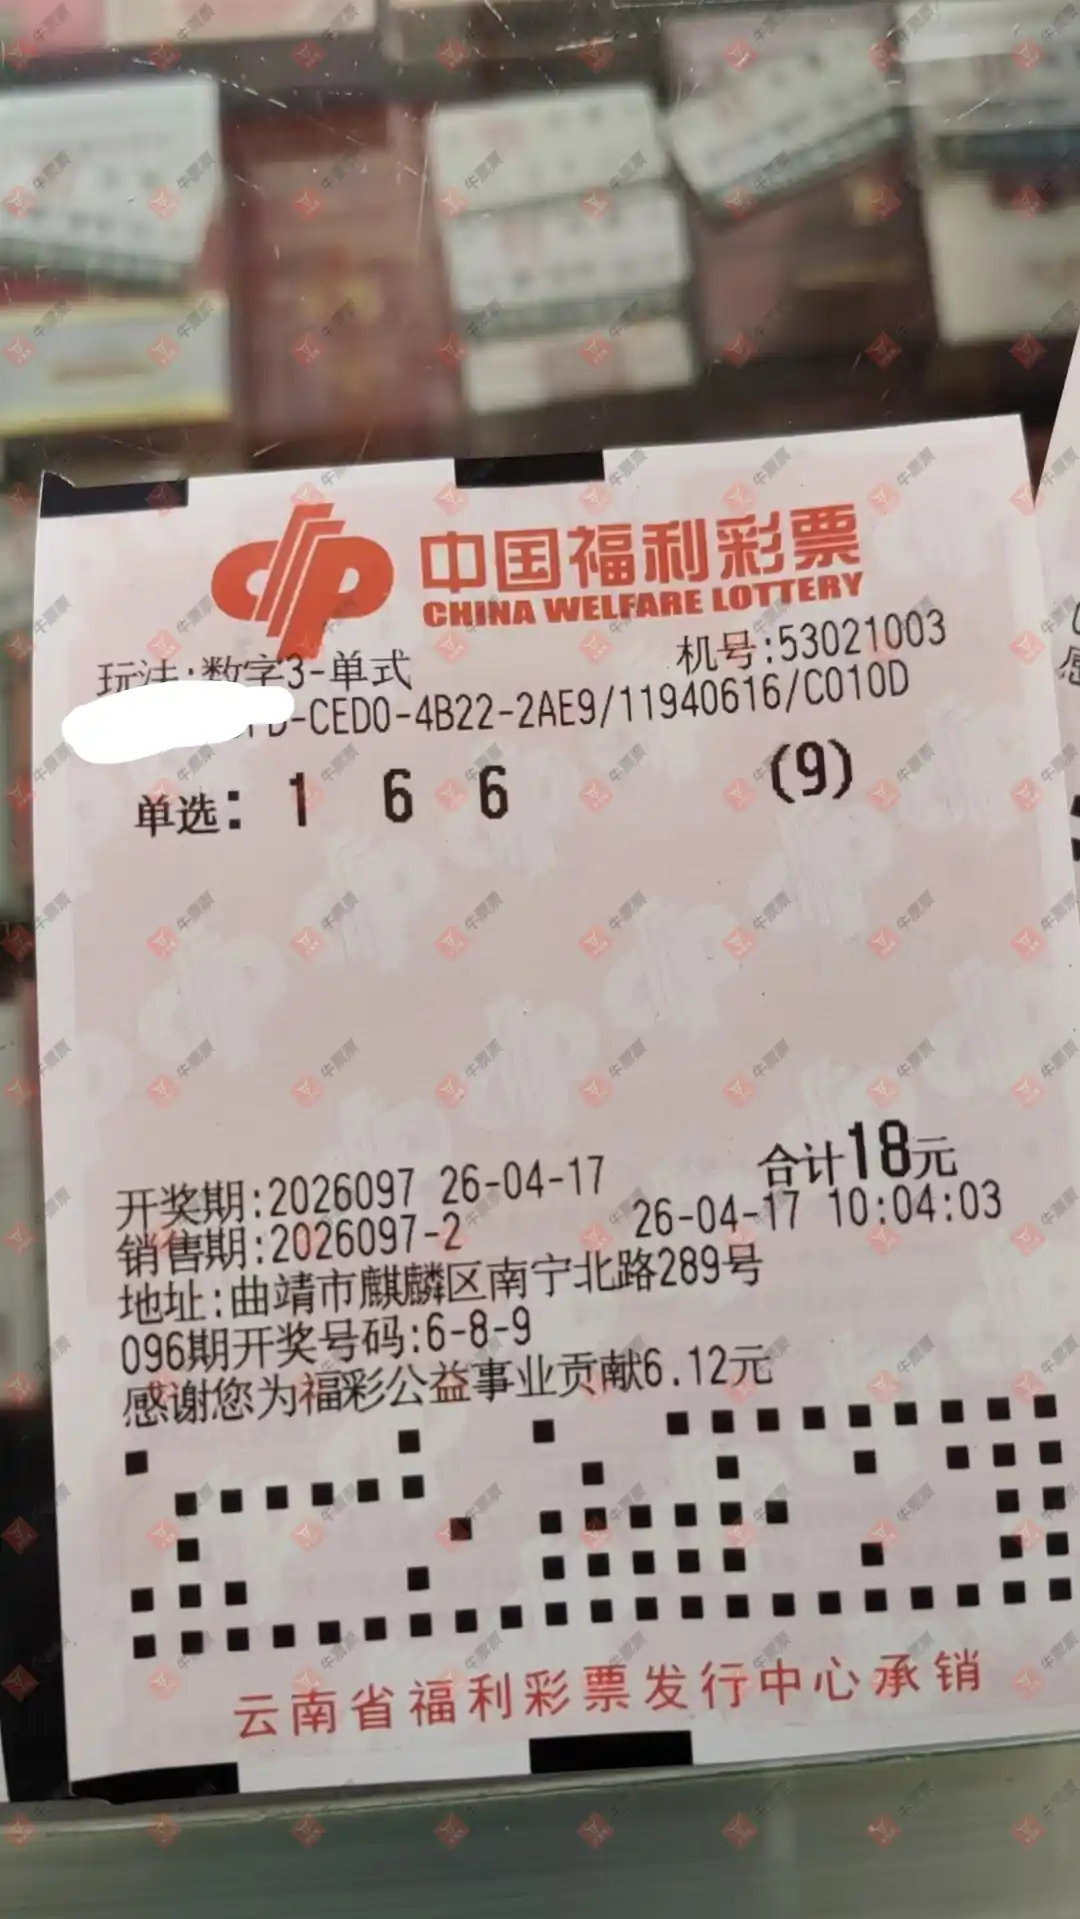 中国福利彩票
CHINA WELFARE LOTTERY
玩法:数字3-单式 机号:53021003
D-CED0-4B22-2AE9/11940616/C010D
单选: 1 6 6 (9)
合计18元
开奖期:2026097 26-04-17
销售期:2026097-2 26-04-17 10:04:03
地址:曲靖市麒麟区南宁北路289号
096期开奖号码:6-8-9
感谢您为福彩公益事业贡献6.12元
云南省福利彩票发行中心承销
牛票票